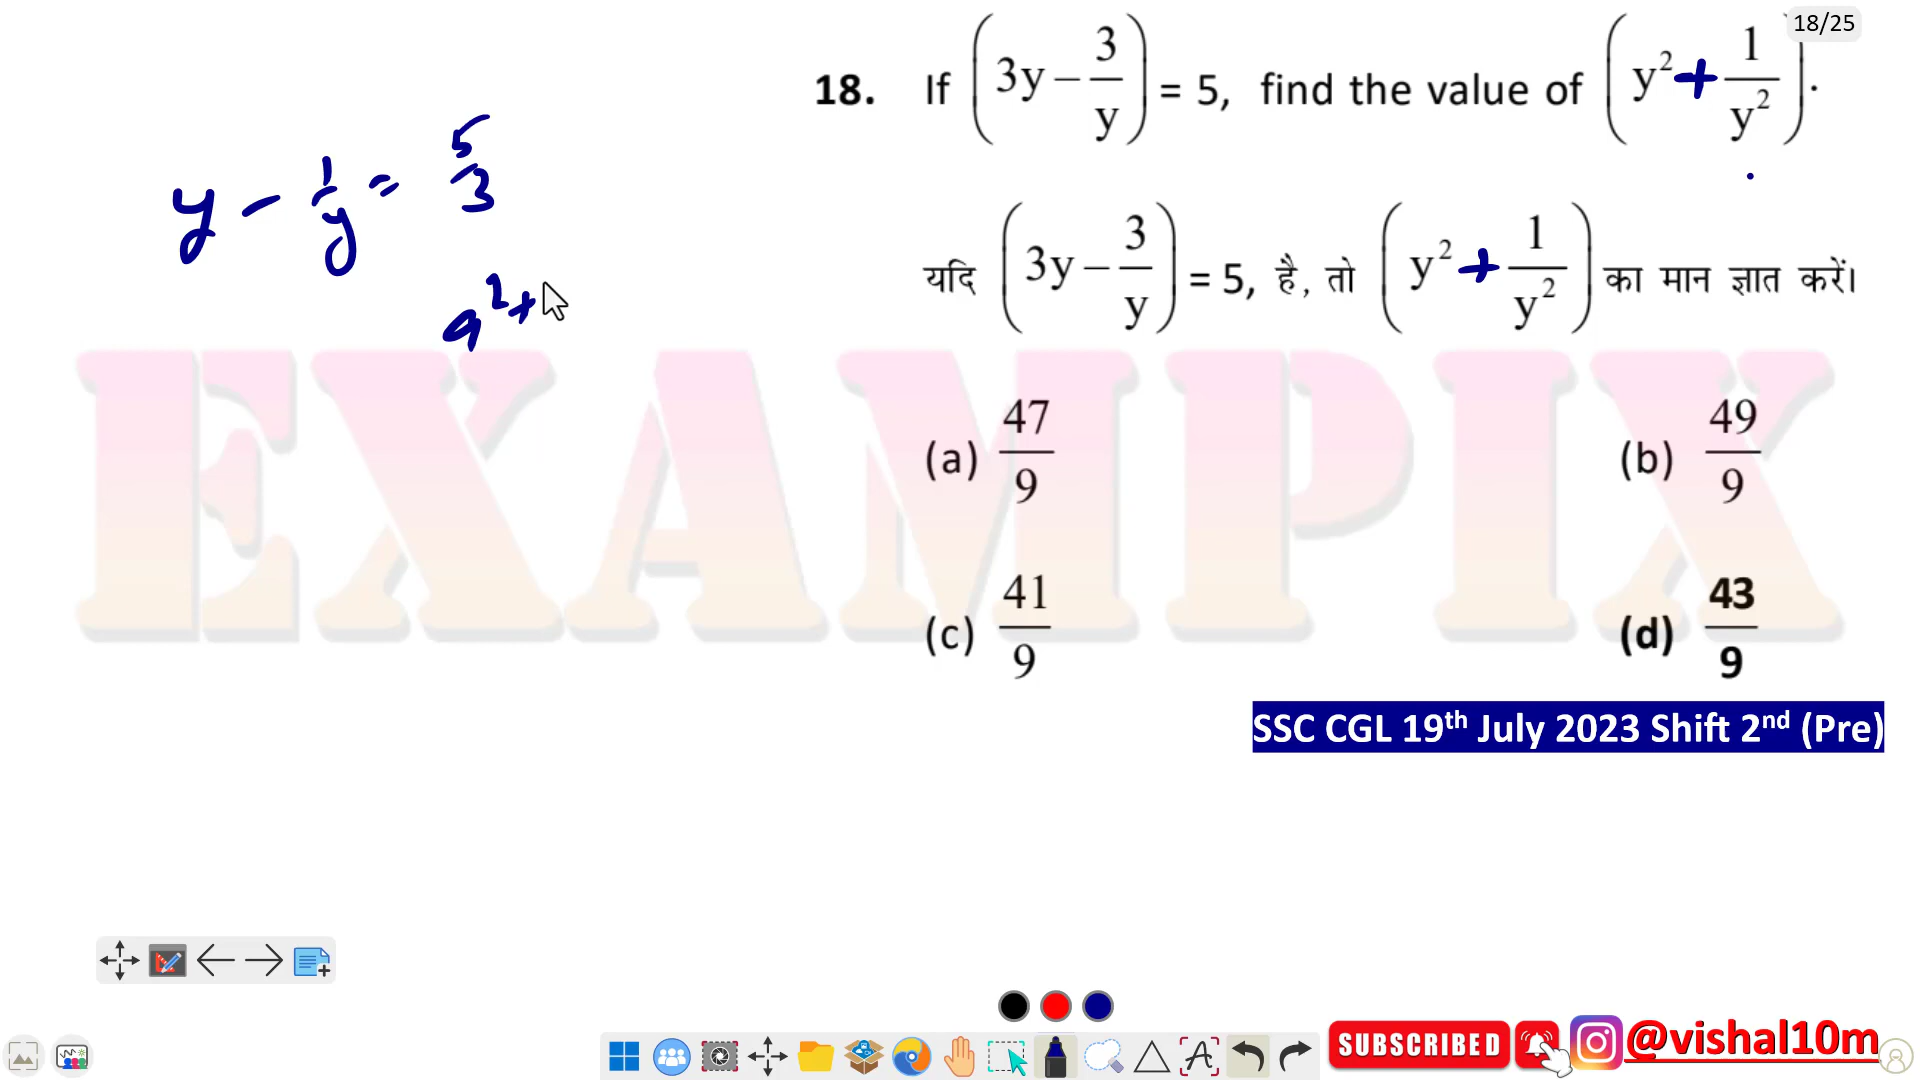 18/25
18. If (3y − 3/y) = 5, find the value of (y² + 1/y²).
यदि (3y − 3/y) = 5, है, तो (y² + 1/y²) का मान ज्ञात करें।
y − 1/y = 5/3
a²+
EXAMPIX
(a) 47/9
(b) 49/9
(c) 41/9
(d) 43/9
SSC CGL 19th July 2023 Shift 2nd (Pre)
SUBSCRIBED
@vishal10m